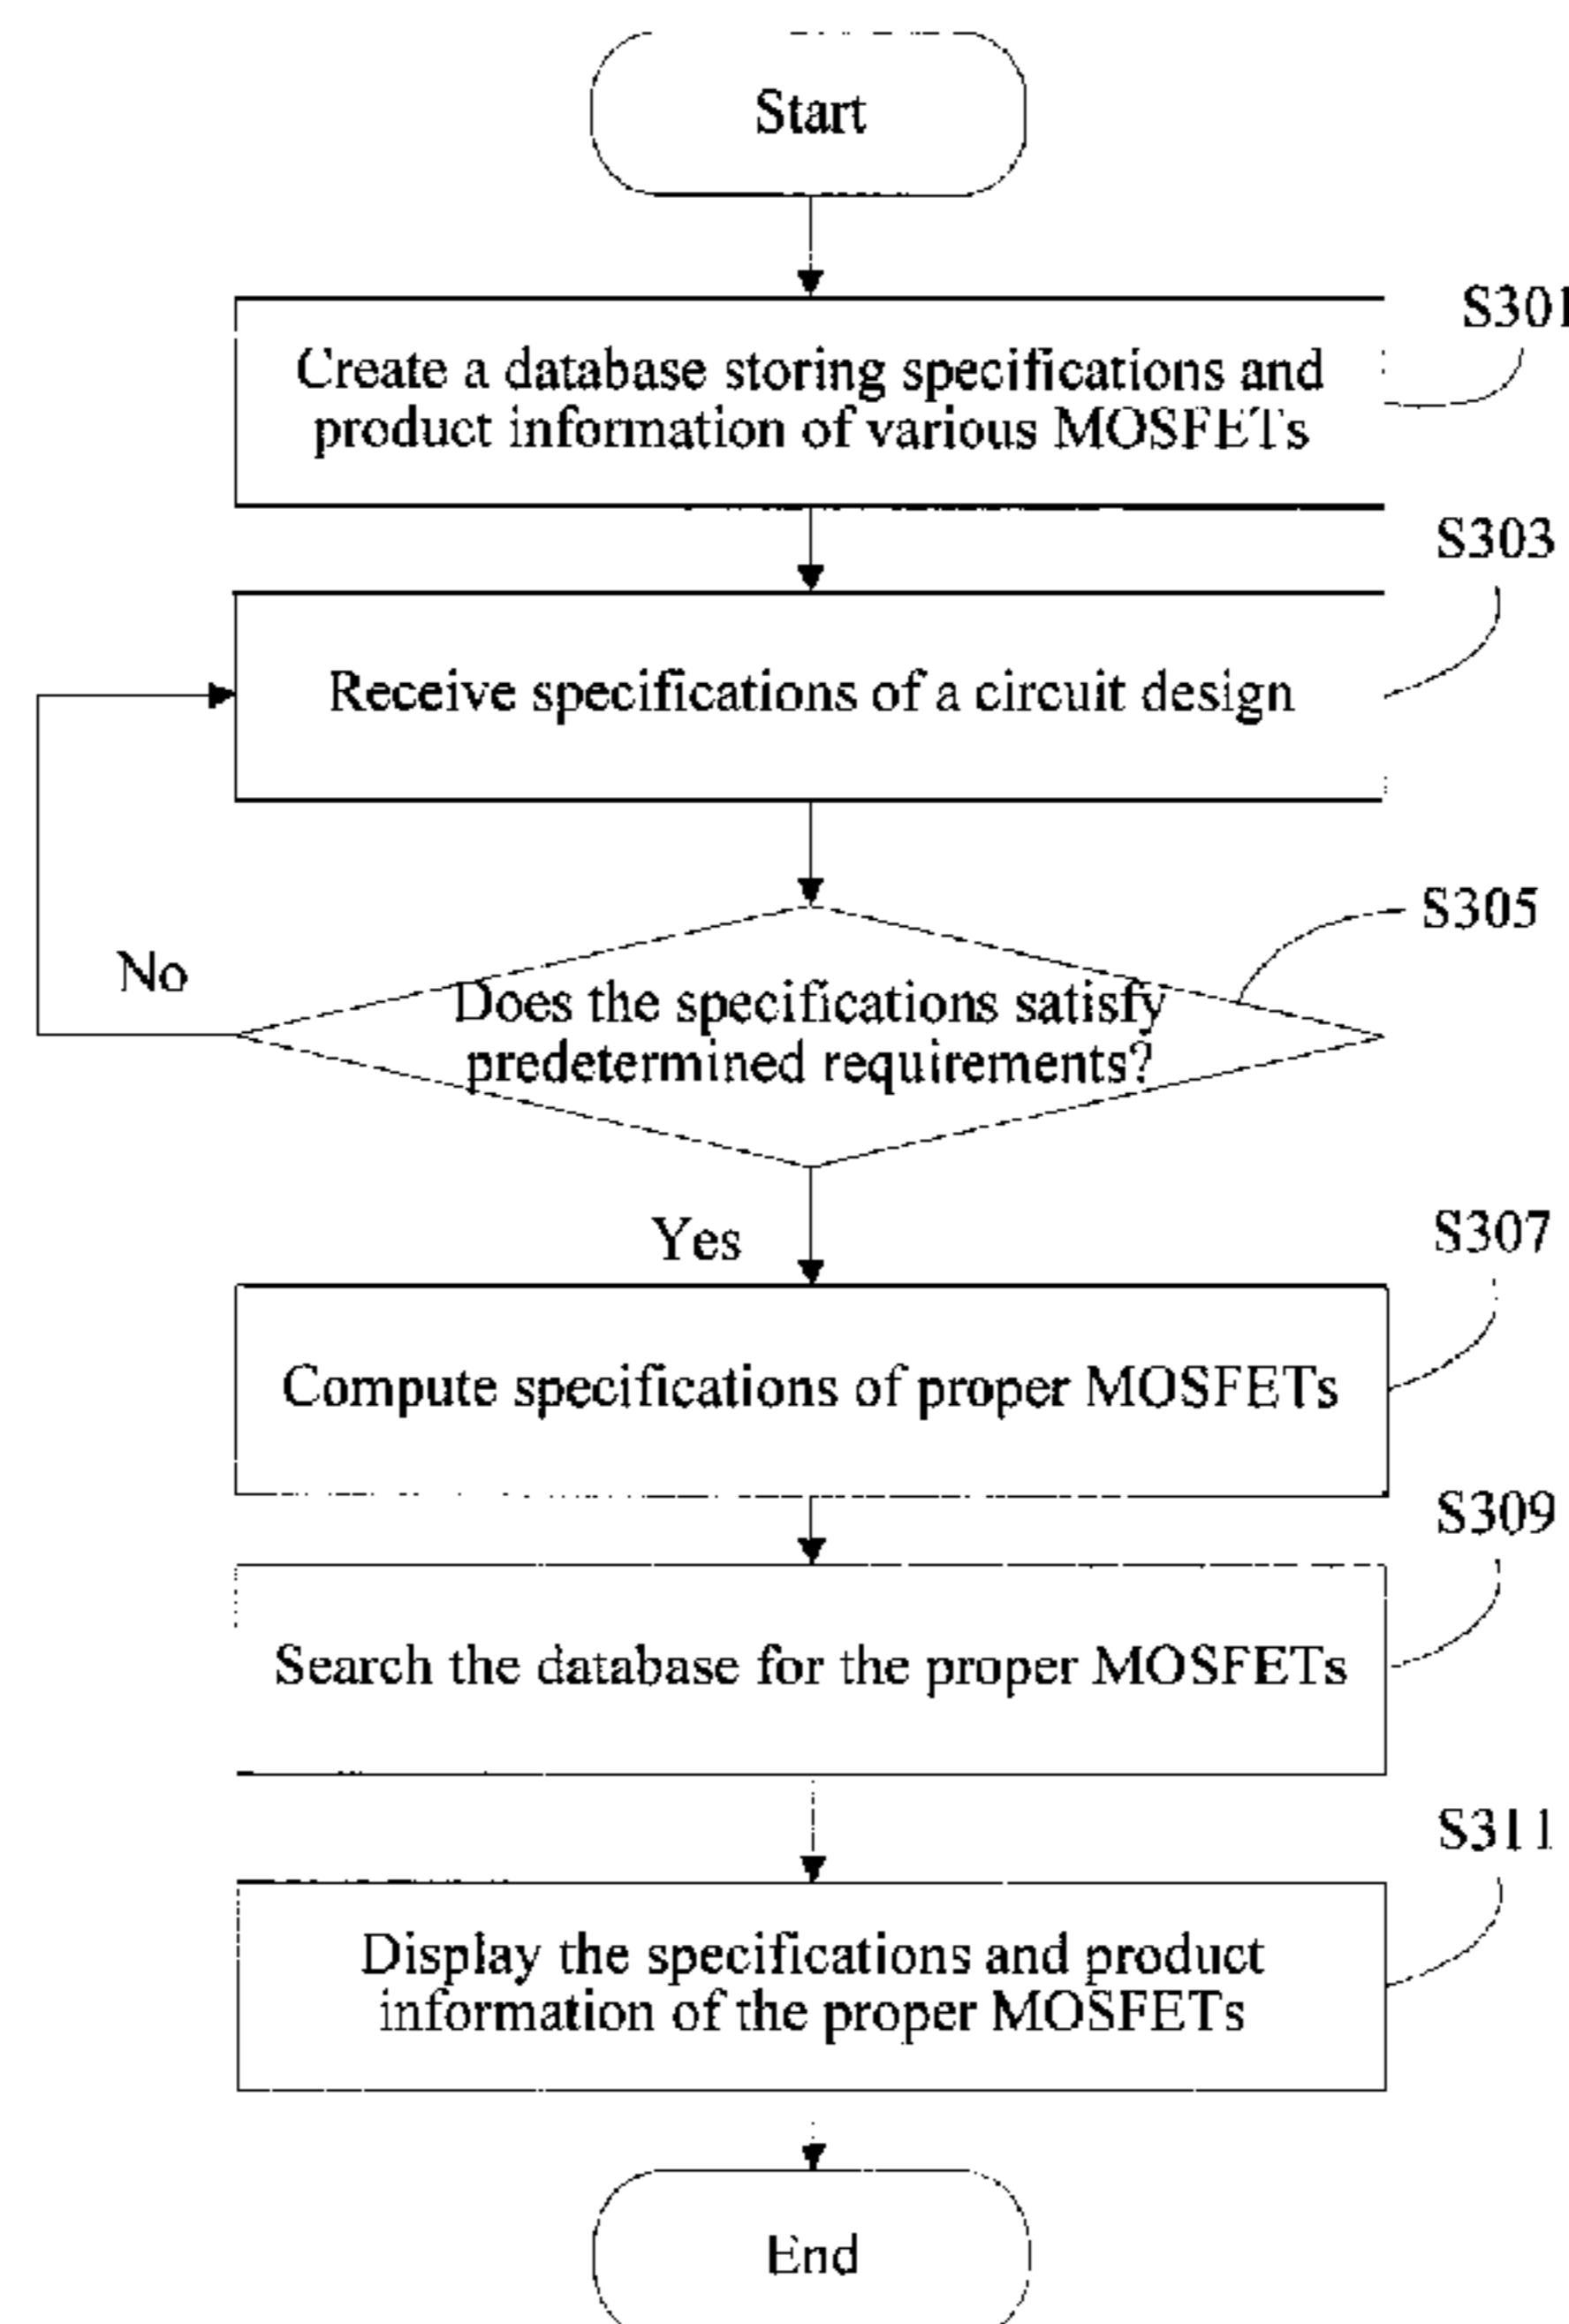 Start
S301
Create a database storing specifications and
product information of various MOSFETs
S303
Receive specifications of a circuit design
S305
No
Does the specifications satisfy
predetermined requirements?
Yes
S307
Compute specifications of proper MOSFETs
S309
Search the database for the proper MOSFETs
S311
Display the specifications and product
information of the proper MOSFETs
End